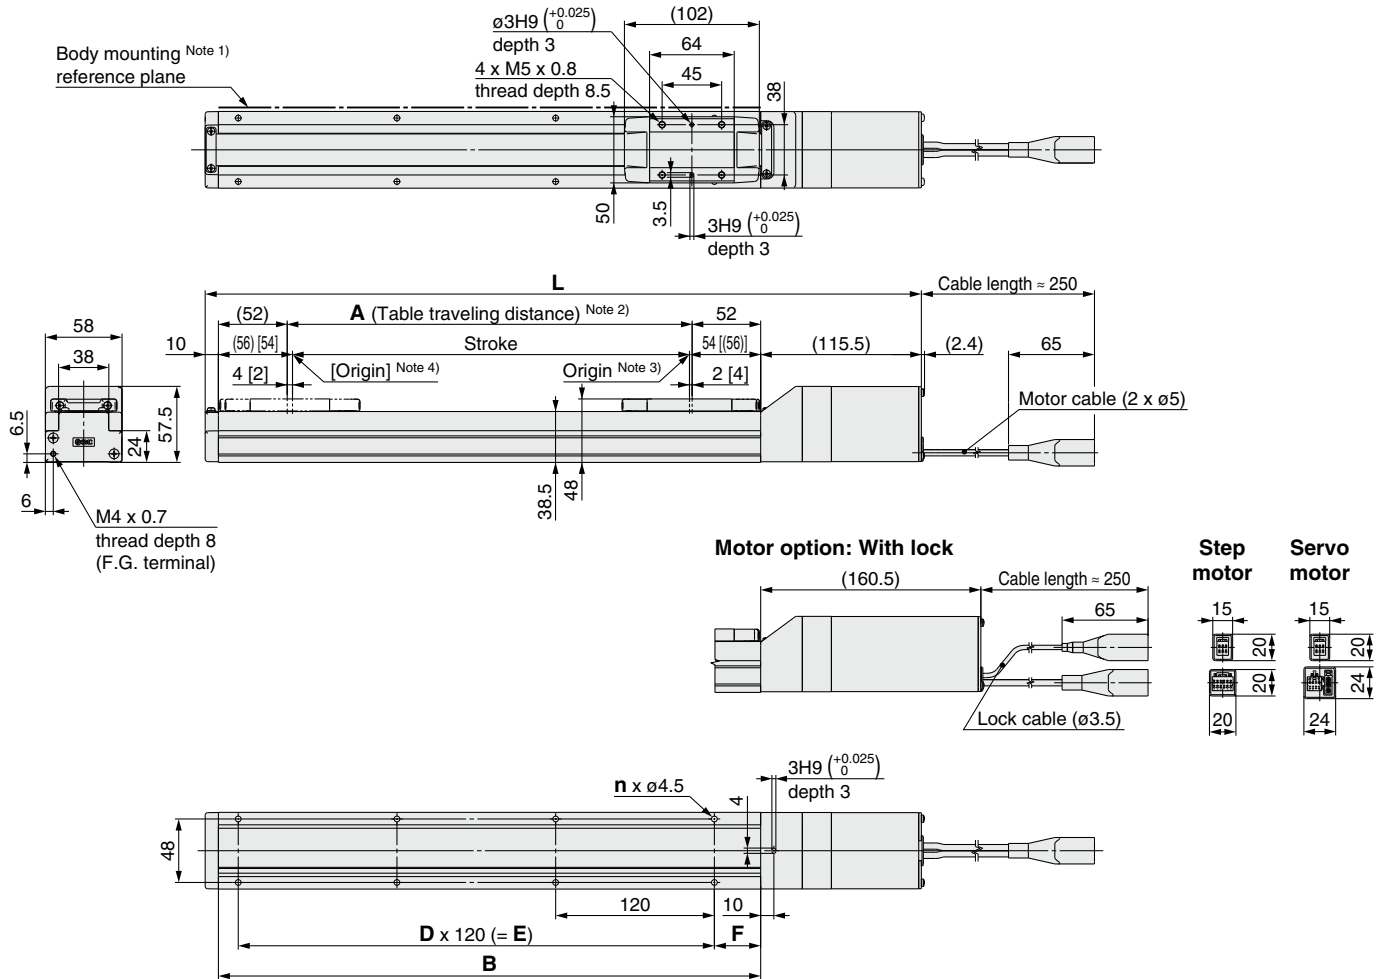 ø3H9 (+0.025 0)
depth 3
(102)
64
45
38
Body mounting Note 1)
reference plane
4 x M5 x 0.8
thread depth 8.5
50
3.5
3H9 (+0.025 0)
depth 3
L
Cable length ≈ 250
(52)
A (Table traveling distance) Note 2)
52
10
(56) [54]
Stroke
54 [(56)]
(115.5)
(2.4)
65
4 [2]
[Origin] Note 4)
Origin Note 3)
2 [4]
Motor cable (2 x ø5)
58
38
6.5
24
57.5
SMC
6
M4 x 0.7
thread depth 8
(F.G. terminal)
38.5
48
Motor option: With lock
(160.5)
Cable length ≈ 250
65
Lock cable (ø3.5)
Step
motor
15
20
20
20
Servo
motor
15
20
24
24
n x ø4.5
4
3H9 (+0.025 0)
depth 3
48
120
10
D x 120 (= E)
F
B